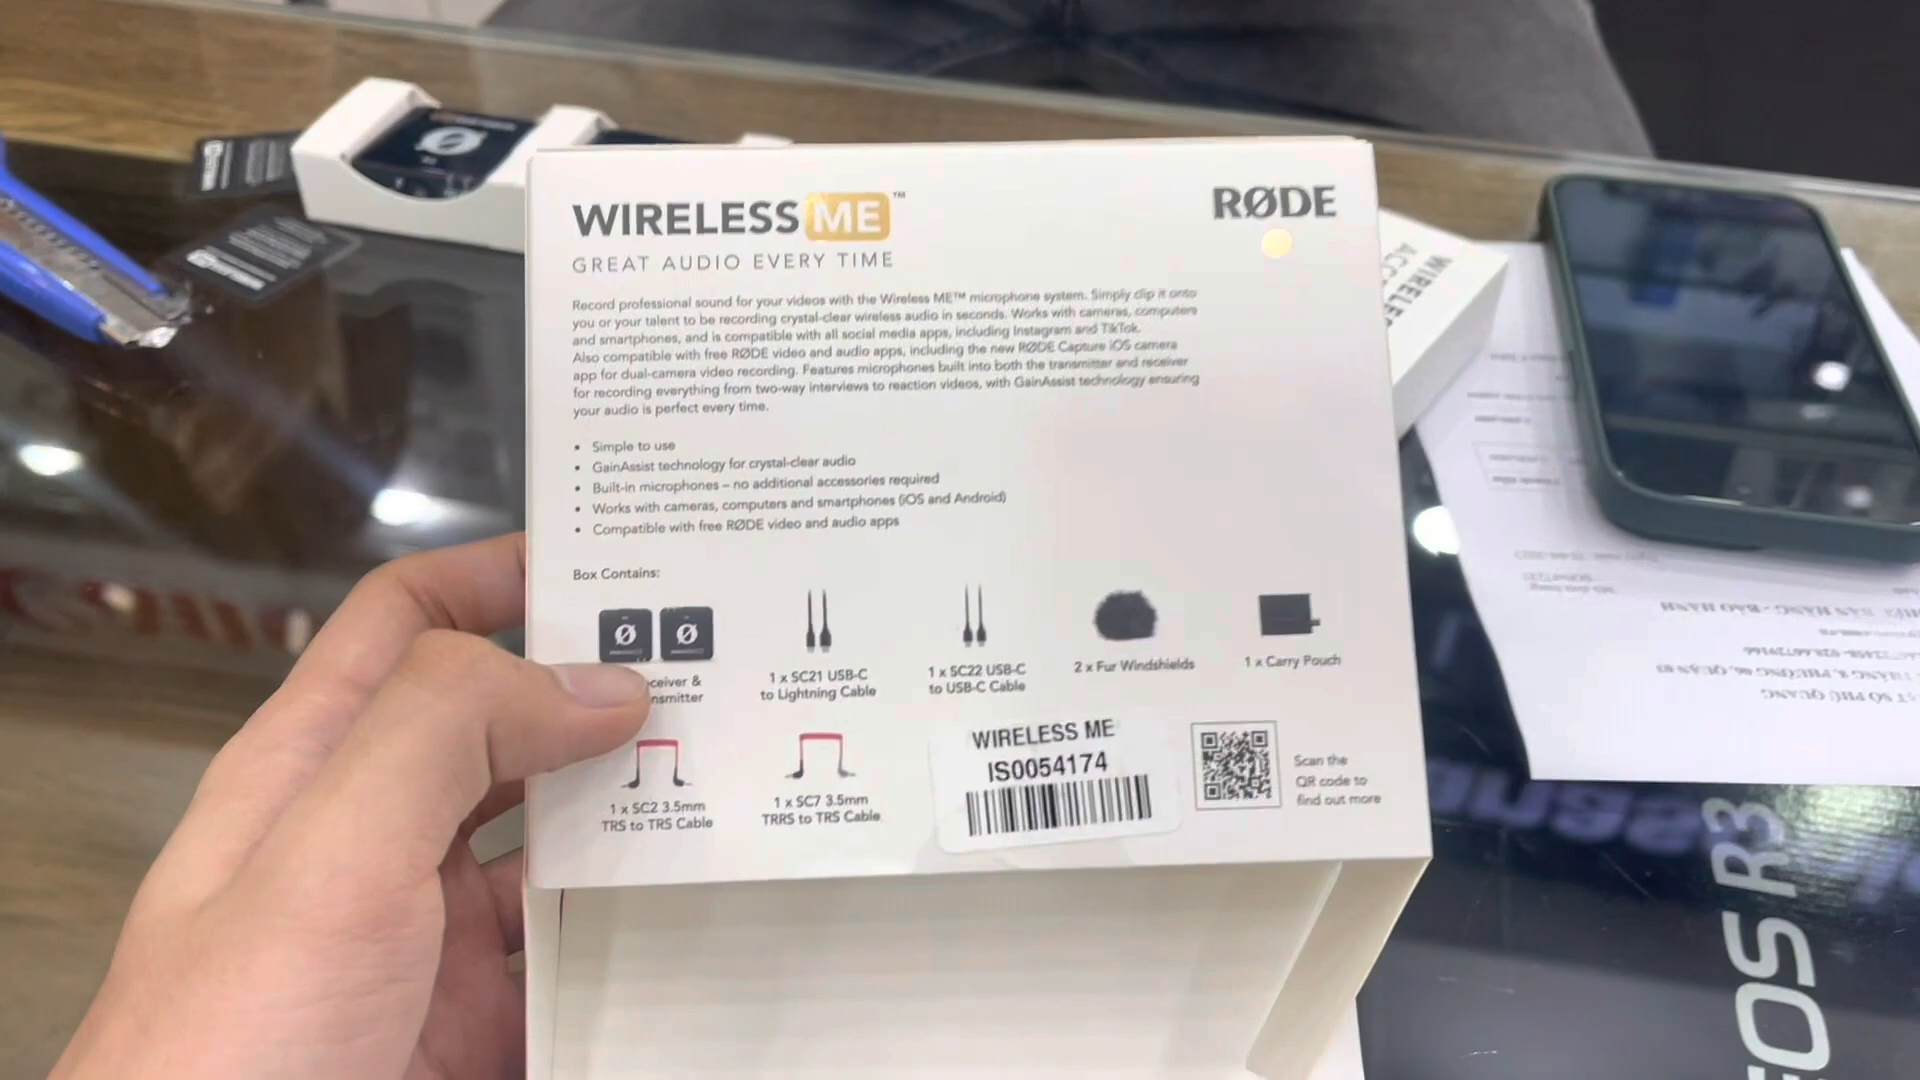 WIRELESS ME™
RØDE
GREAT AUDIO EVERY TIME
Record professional sound for your videos with the Wireless ME™ microphone system. Simply clip it onto
you or your talent to be recording crystal-clear wireless audio in seconds. Works with cameras, computers
and smartphones, and is compatible with all social media apps, including Instagram and TikTok.
Also compatible with free RØDE video and audio apps, including the new RØDE Capture iOS camera
app for dual-camera video recording. Features microphones built into both the transmitter and receiver
for recording everything from two-way interviews to reaction videos, with GainAssist technology ensuring
your audio is perfect every time.
• Simple to use
• GainAssist technology for crystal-clear audio
• Built-in microphones – no additional accessories required
• Works with cameras, computers and smartphones (iOS and Android)
• Compatible with free RØDE video and audio apps
Box Contains:
ceiver &
nsmitter
1 x SC21 USB-C
to Lightning Cable
1 x SC22 USB-C
to USB-C Cable
2 x Fur Windshields
1 x Carry Pouch
1 x SC2 3.5mm
TRS to TRS Cable
1 x SC7 3.5mm
TRRS to TRS Cable
WIRELESS ME
IS0054174
Scan the
QR code to
find out more
WIRELES
ACC
EOS R3